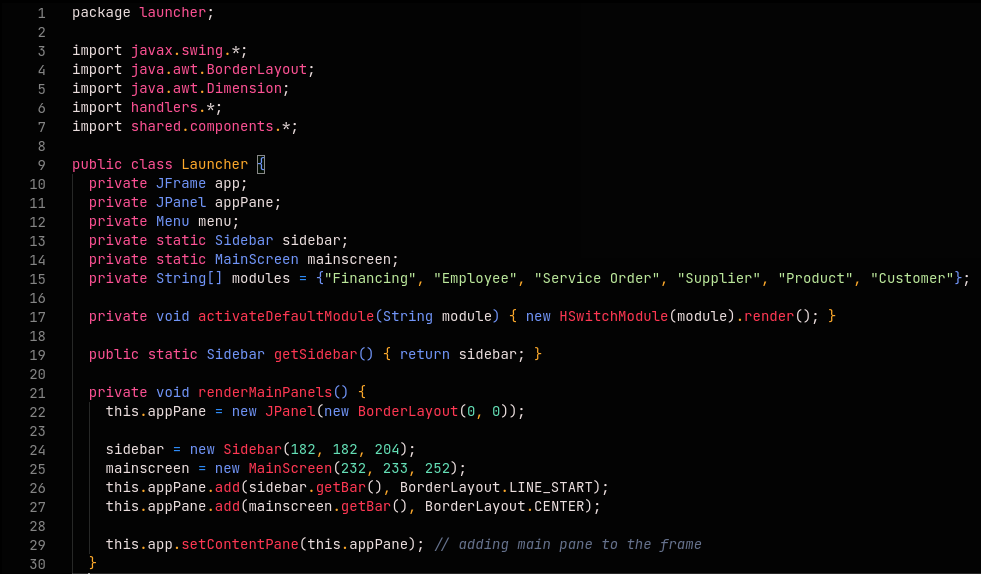 1 package launcher;
2
3 import javax.swing.*;
4 import java.awt.BorderLayout;
5 import java.awt.Dimension;
6 import handlers.*;
7 import shared.components.*;
8
9 public class Launcher {
10   private JFrame app;
11   private JPanel appPane;
12   private Menu menu;
13   private static Sidebar sidebar;
14   private static MainScreen mainscreen;
15   private String[] modules = {"Financing", "Employee", "Service Order", "Supplier", "Product", "Customer"};
16
17   private void activateDefaultModule(String module) { new HSwitchModule(module).render(); }
18
19   public static Sidebar getSidebar() { return sidebar; }
20
21   private void renderMainPanels() {
22     this.appPane = new JPanel(new BorderLayout(0, 0));
23
24     sidebar = new Sidebar(182, 182, 204);
25     mainscreen = new MainScreen(232, 233, 252);
26     this.appPane.add(sidebar.getBar(), BorderLayout.LINE_START);
27     this.appPane.add(mainscreen.getBar(), BorderLayout.CENTER);
28
29     this.app.setContentPane(this.appPane); // adding main pane to the frame
30   }